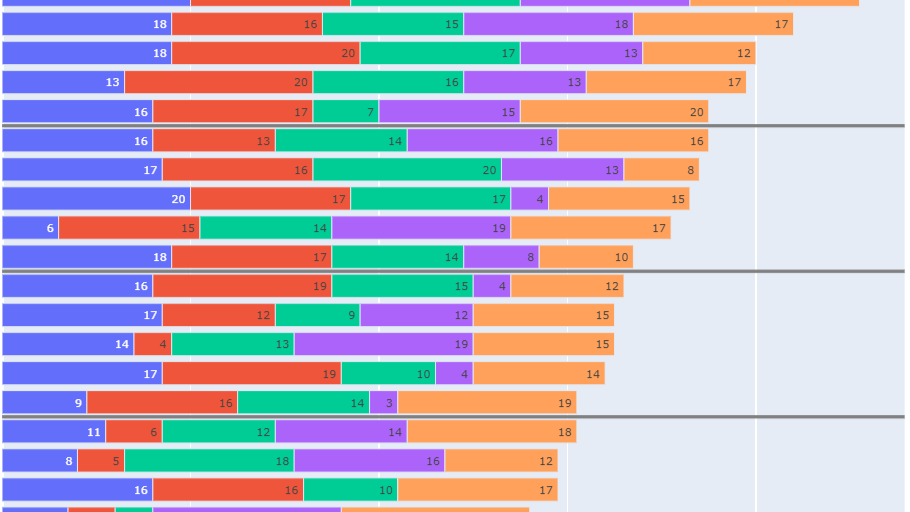 18 16 15 18 17
18 20 17 13 12
13 20 16 13 17
16 17 7 15 20
16 13 14 16 16
17 16 20 13 8
20 17 17 4 15
6 15 14 19 17
18 17 14 8 10
16 19 15 4 12
17 12 9 12 15
14 4 13 19 15
17 19 10 4 14
9 16 14 3 19
11 6 12 14 18
8 5 18 16 12
16 16 10 17